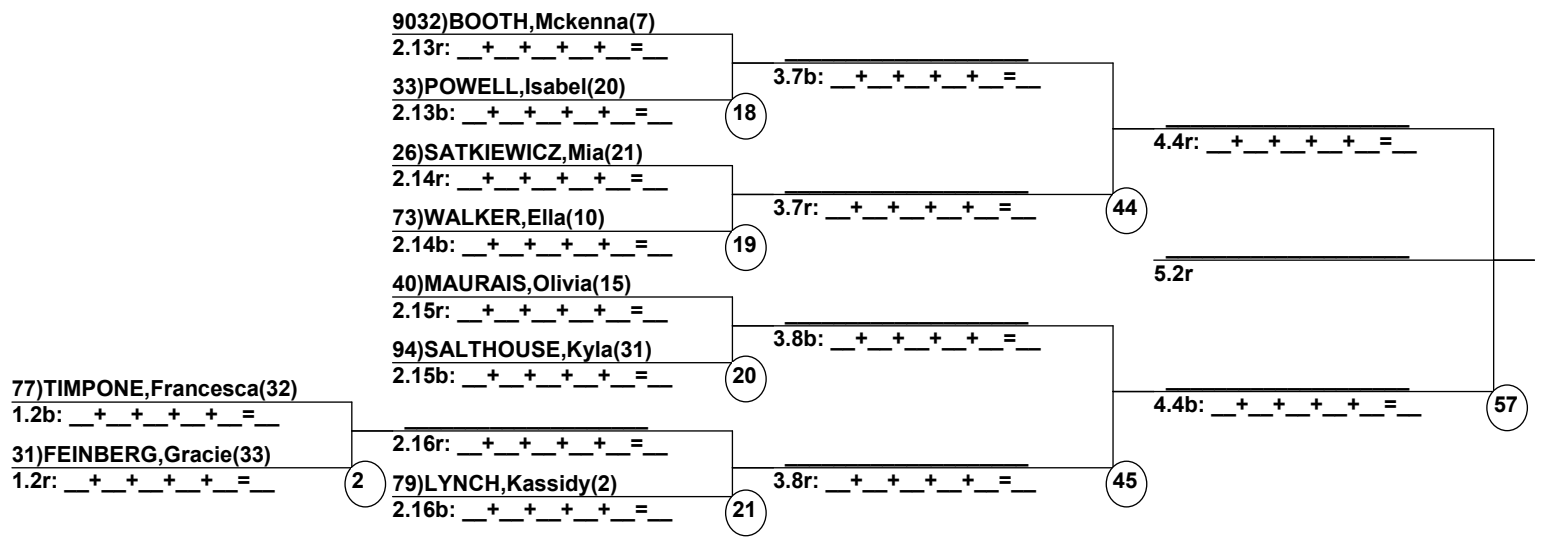 9032)BOOTH,Mckenna(7)
2.13r: __+__+__+__+__=__
33)POWELL,Isabel(20)
2.13b: __+__+__+__+__=__
18
26)SATKIEWICZ,Mia(21)
2.14r: __+__+__+__+__=__
73)WALKER,Ella(10)
2.14b: __+__+__+__+__=__
19
40)MAURAIS,Olivia(15)
2.15r: __+__+__+__+__=__
94)SALTHOUSE,Kyla(31)
2.15b: __+__+__+__+__=__
20
77)TIMPONE,Francesca(32)
1.2b: __+__+__+__+__=__
31)FEINBERG,Gracie(33)
1.2r: __+__+__+__+__=__
2
2.16r: __+__+__+__+__=__
79)LYNCH,Kassidy(2)
2.16b: __+__+__+__+__=__
21
3.7b: __+__+__+__+__=__
3.7r: __+__+__+__+__=__
44
3.8b: __+__+__+__+__=__
3.8r: __+__+__+__+__=__
45
4.4r: __+__+__+__+__=__
4.4b: __+__+__+__+__=__
57
5.2r